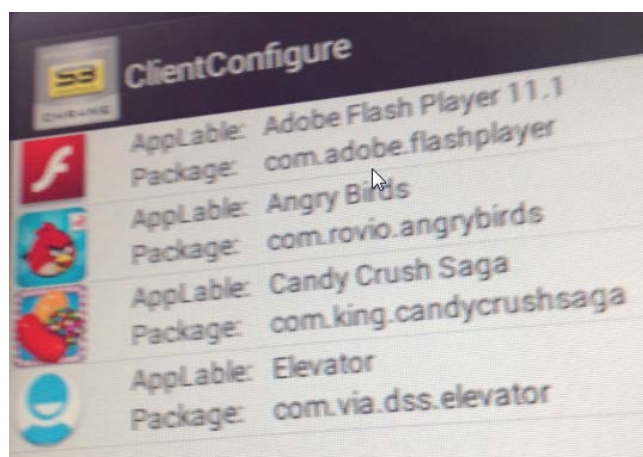 S3
ClientConfigure
AppLable: Adobe Flash Player 11.1
Package: com.adobe.flashplayer
AppLable: Angry Birds
Package: com.rovio.angrybirds
AppLable: Candy Crush Saga
Package: com.king.candycrushsaga
AppLable: Elevator
Package: com.via.dss.elevator